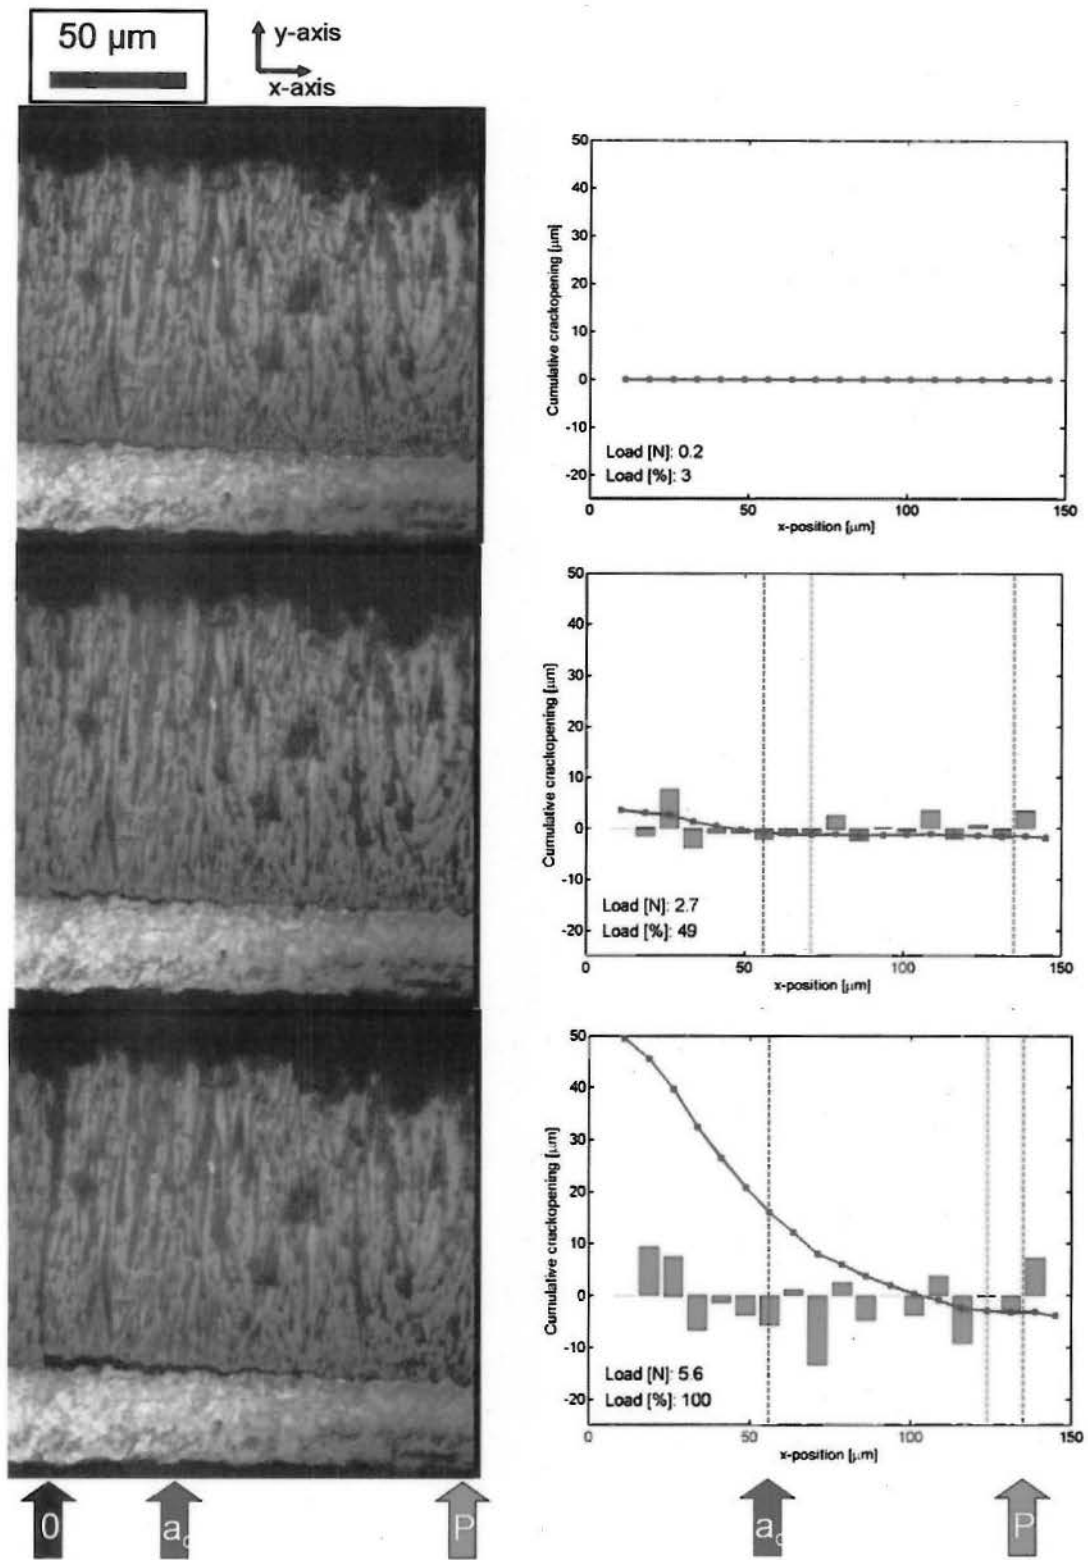 50 µm
y-axis
x-axis
50
40
30
20
10
0
-10
-20
Cumulative crackopening [µm]
Load [N]: 0.2
Load [%]: 3
0 50 100 150
x-position [µm]
50
40
30
20
10
0
-10
-20
Cumulative crackopening [µm]
Load [N]: 2.7
Load [%]: 49
0 50 100 150
x-position [µm]
50
40
30
20
10
0
-10
-20
Cumulative crackopening [µm]
Load [N]: 5.6
Load [%]: 100
0 50 100 150
x-position [µm]
0 a₀ P a₀ P